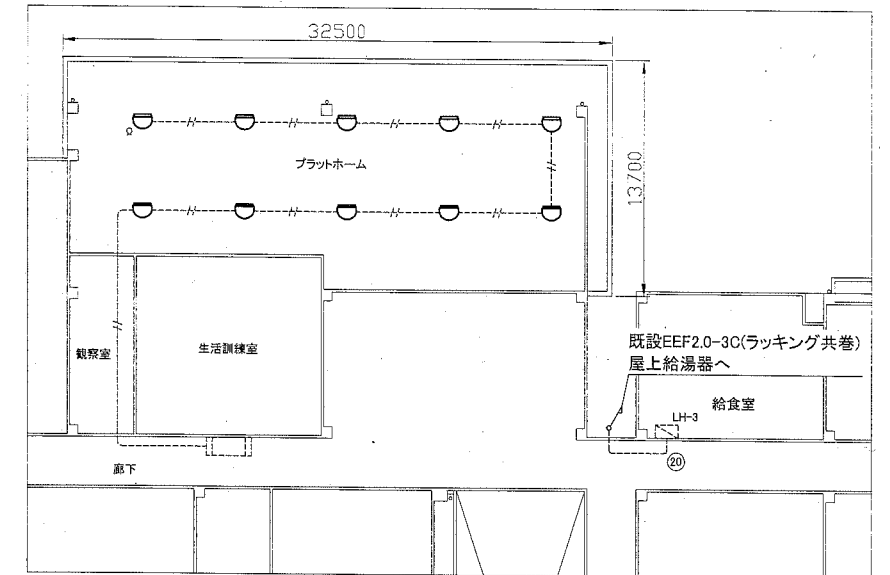 32500
プラットホーム
13700
観察室
生活訓練室
既設EEF2.0-3C(ラッキング共巻)
屋上給湯器へ
給食室
LH-3
廊下
⑳